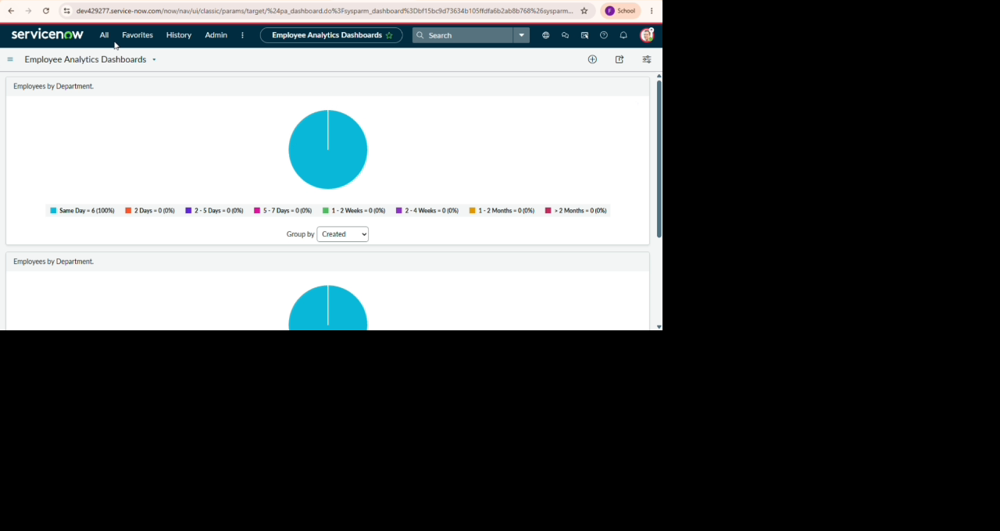 dev429277.service-now.com/now/nav/ui/classic/params/target/%24pa_dashboard.do%3Fsysparm_dashboard%3Dbf15bc9d73634b105ffdfa6b2ab8b768%26sysparm...
School
servicenow All Favorites History Admin Employee Analytics Dashboards Search
Employee Analytics Dashboards
Employees by Department.
Same Day = 6 (100%) 2 Days = 0 (0%) 2 - 5 Days = 0 (0%) 5 - 7 Days = 0 (0%) 1 - 2 Weeks = 0 (0%) 2 - 4 Weeks = 0 (0%) 1 - 2 Months = 0 (0%) > 2 Months = 0 (0%)
Group by Created
Employees by Department.